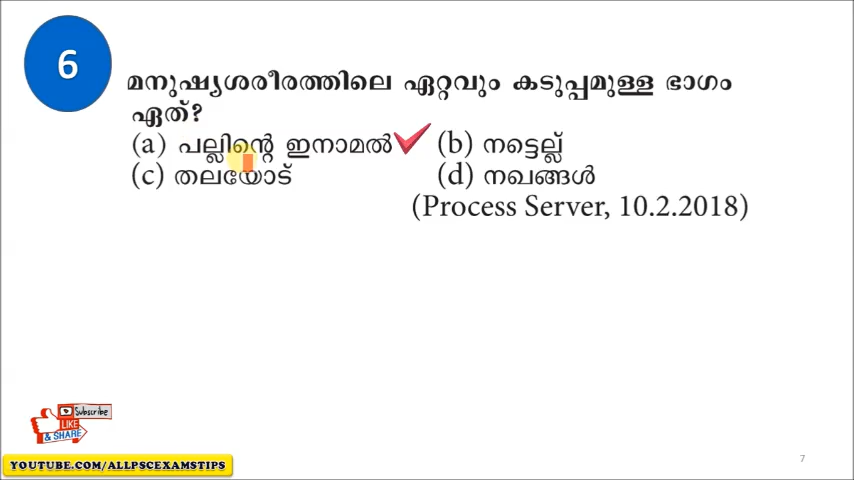 6
മനുഷ്യശരീരത്തിലെ ഏറ്റവും കടുപ്പമുള്ള ഭാഗം
ഏത്?
(a) പല്ലിന്റെ ഇനാമൽ (b) നട്ടെല്ല്
(c) തലയോട് (d) നഖങ്ങൾ
(Process Server, 10.2.2018)
Subscribe
LIKE
& SHARE
YOUTUBE.COM/ALLPSCEXAMSTIPS
7